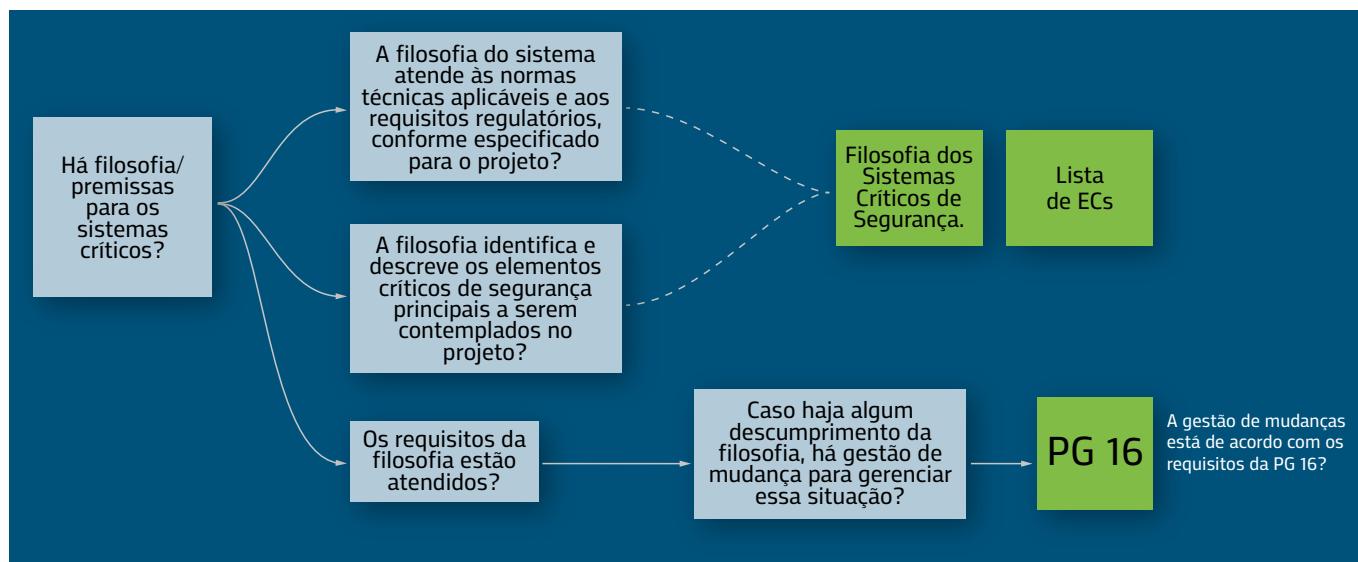 Há filosofia/
premissas
para os
sistemas
críticos?
A filosofia do sistema
atende às normas
técnicas aplicáveis e aos
requisitos regulatórios,
conforme especificado
para o projeto?
A filosofia identifica e
descreve os elementos
críticos de segurança
principais a serem
contemplados no
projeto?
Os requisitos da
filosofia estão
atendidos?
Filosofia dos
Sistemas
Críticos de
Segurança.
Lista
de ECs
Caso haja algum
descumprimento da
filosofia, há gestão de
mudança para gerenciar
essa situação?
PG 16
A gestão de mudanças
está de acordo com os
requisitos da PG 16?